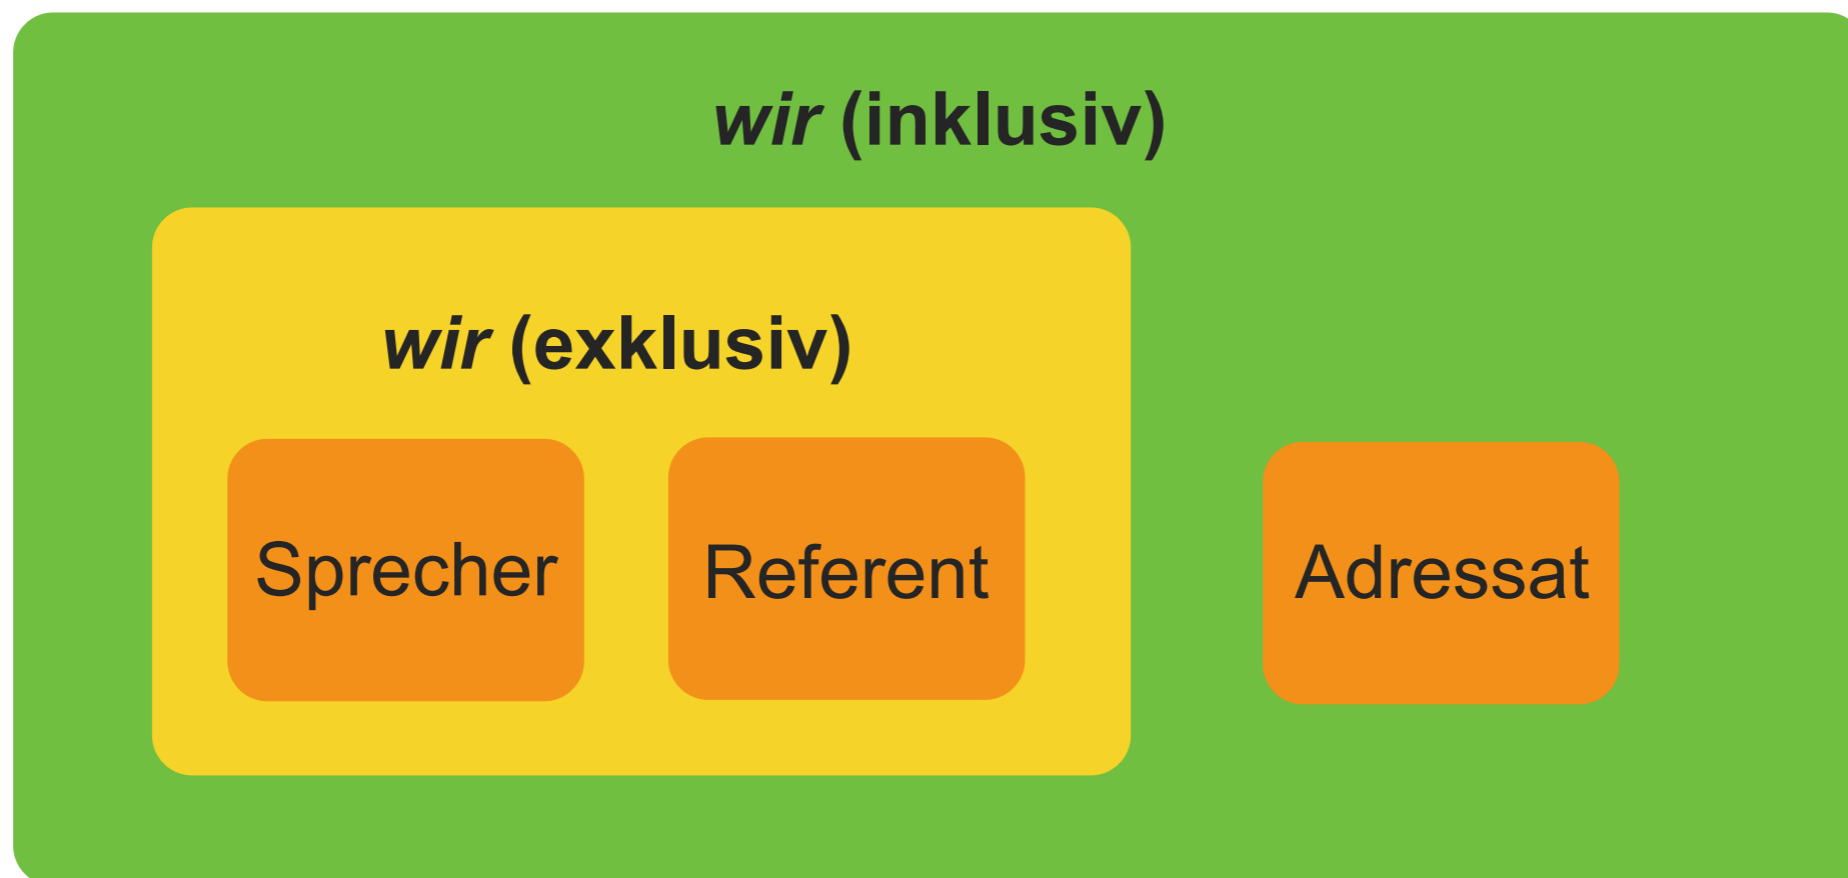 wir (inklusiv)
wir (exklusiv)
Sprecher
Referent
Adressat